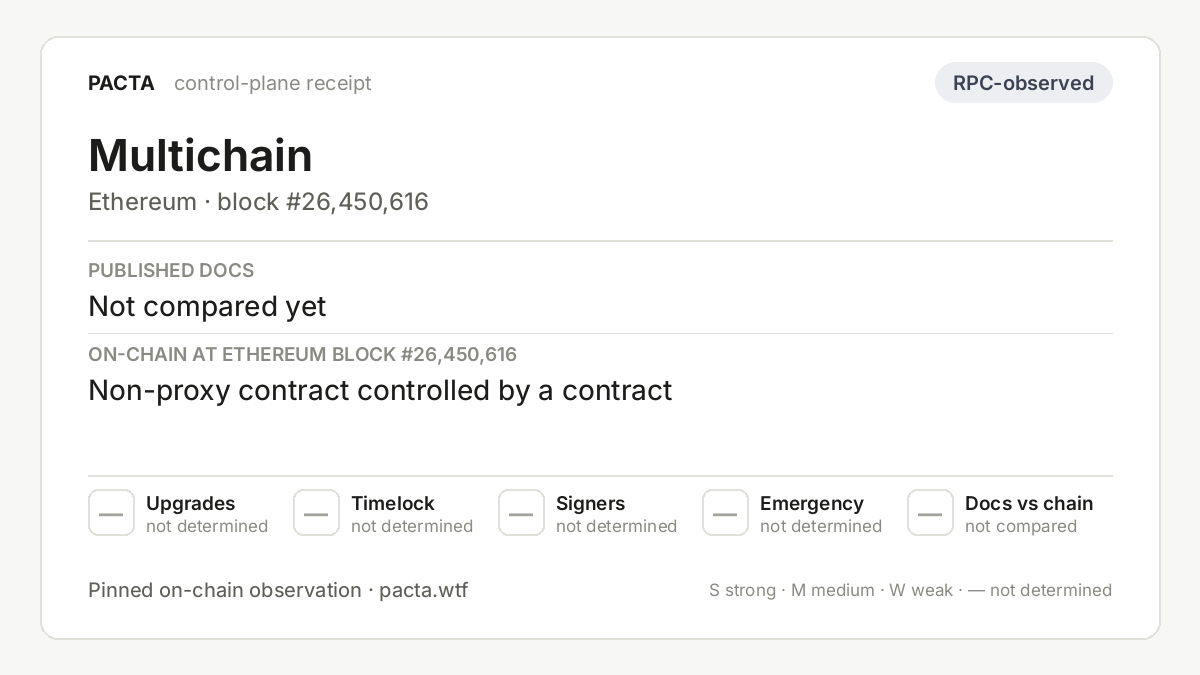 PACTA control-plane receipt
RPC-observed
Multichain
Ethereum · block #26,450,616
PUBLISHED DOCS
Not compared yet
ON-CHAIN AT ETHEREUM BLOCK #26,450,616
Non-proxy contract controlled by a contract
— Upgrades
not determined
— Timelock
not determined
— Signers
not determined
— Emergency
not determined
— Docs vs chain
not compared
Pinned on-chain observation · pacta.wtf
S strong · M medium · W weak · — not determined